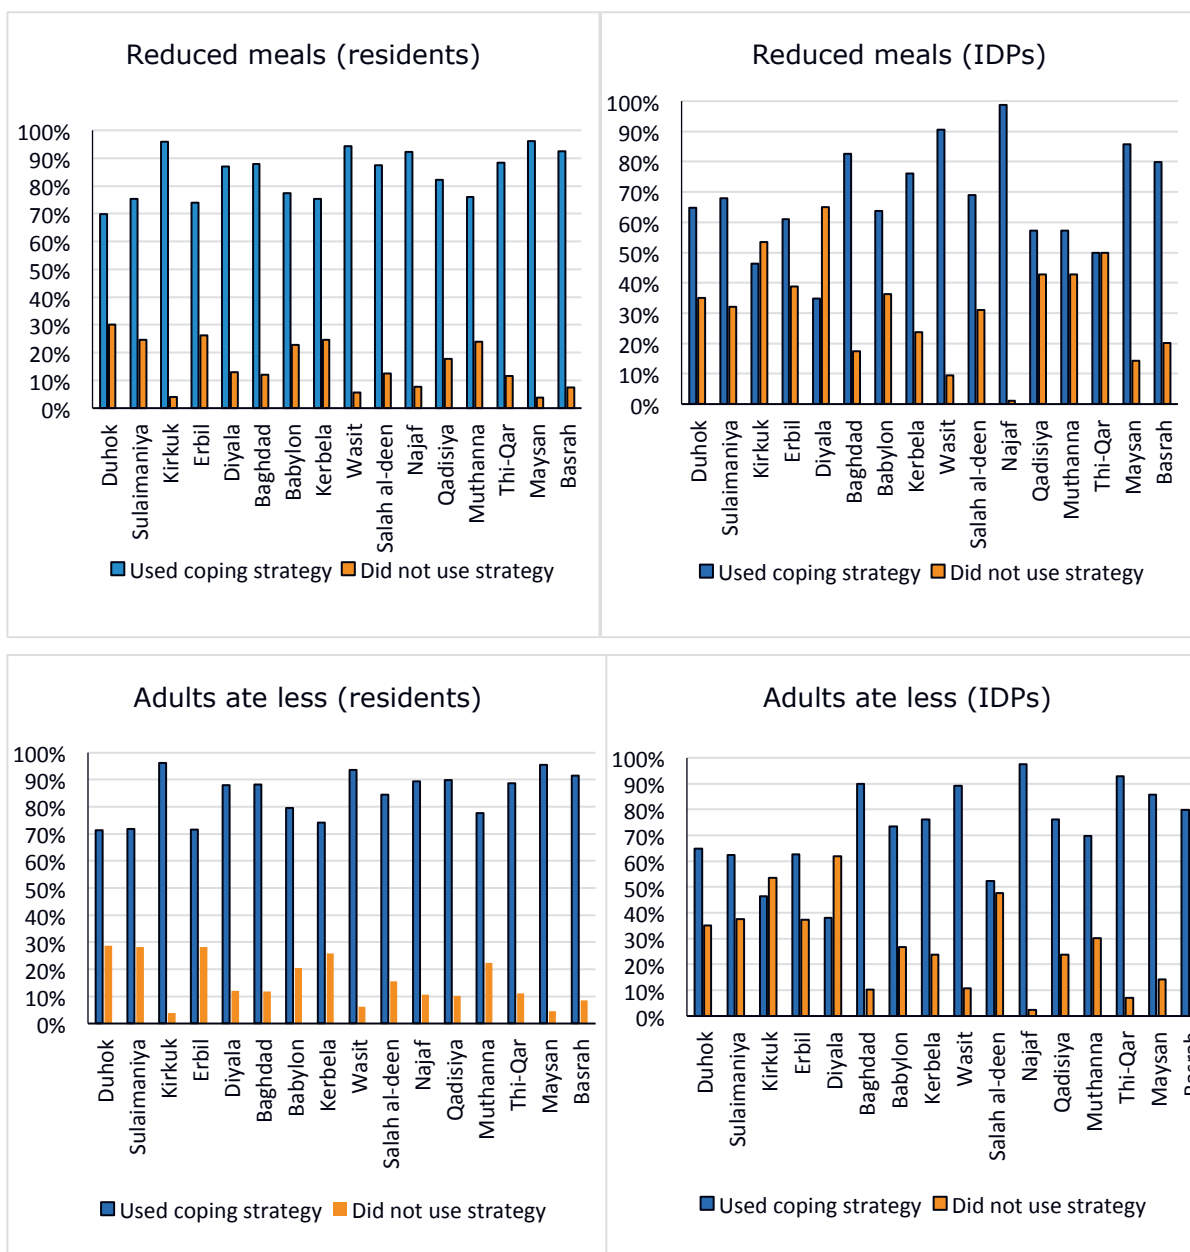 Reduced meals (residents)
100%
90%
80%
70%
60%
50%
40%
30%
20%
10%
0%
Duhok
Sulaimaniya
Kirkuk
Erbil
Diyala
Baghdad
Babylon
Kerbela
Wasit
Salah al-deen
Najaf
Qadisiya
Muthanna
Thi-Qar
Maysan
Basrah
Used coping strategy Did not use strategy
Reduced meals (IDPs)
100%
90%
80%
70%
60%
50%
40%
30%
20%
10%
0%
Duhok
Sulaimaniya
Kirkuk
Erbil
Diyala
Baghdad
Babylon
Kerbela
Wasit
Salah al-deen
Najaf
Qadisiya
Muthanna
Thi-Qar
Maysan
Basrah
Used coping strategy Did not use strategy
Adults ate less (residents)
100%
90%
80%
70%
60%
50%
40%
30%
20%
10%
0%
Duhok
Sulaimaniya
Kirkuk
Erbil
Diyala
Baghdad
Babylon
Kerbela
Wasit
Salah al-deen
Najaf
Qadisiya
Muthanna
Thi-Qar
Maysan
Basrah
Used coping strategy Did not use strategy
Adults ate less (IDPs)
100%
90%
80%
70%
60%
50%
40%
30%
20%
10%
0%
Duhok
Sulaimaniya
Kirkuk
Erbil
Diyala
Baghdad
Babylon
Kerbela
Wasit
Salah al-deen
Najaf
Qadisiya
Muthanna
Thi-Qar
Maysan
Basrah
Used coping strategy Did not use strategy